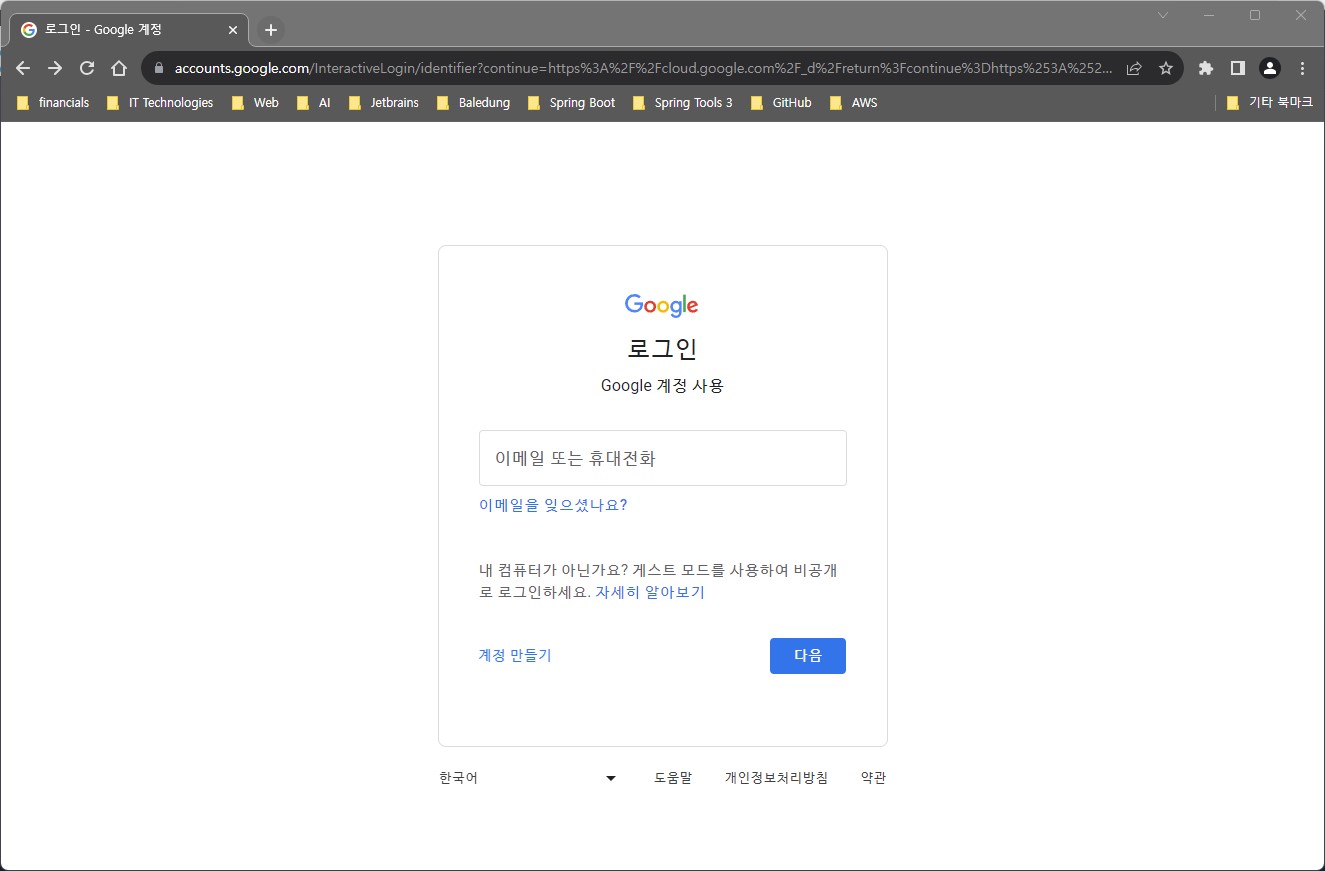 로그인 - Google 계정
accounts.google.com/InteractiveLogin/identifier?continue=https%3A%2F%2Fcloud.google.com%2F_d%2Freturn%3Fcontinue%3Dhttps%253A%252...
financials IT Technologies Web AI Jetbrains Baledung Spring Boot Spring Tools 3 GitHub AWS 기타 북마크
Google
로그인
Google 계정 사용
이메일 또는 휴대전화
이메일을 잊으셨나요?
내 컴퓨터가 아닌가요? 게스트 모드를 사용하여 비공개
로 로그인하세요. 자세히 알아보기
계정 만들기 다음
한국어 도움말 개인정보처리방침 약관